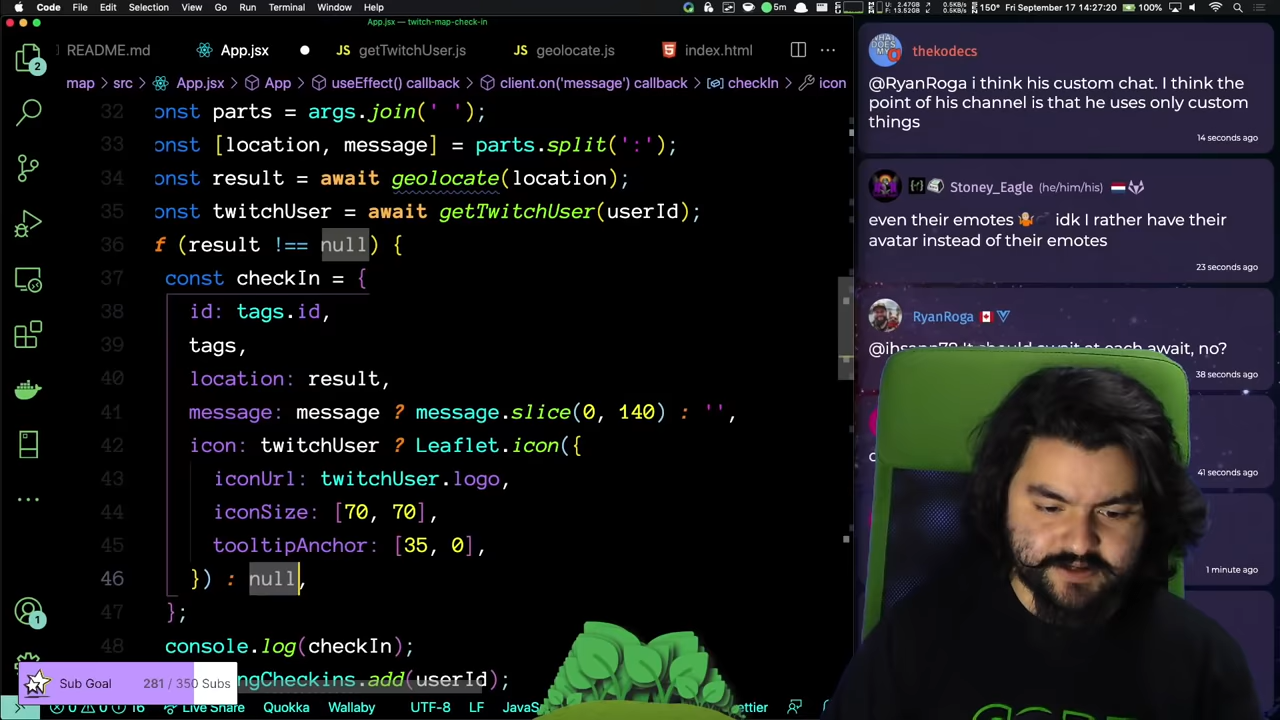 Code File Edit Selection View Go Run Terminal Window Help
5m
150° Fri September 17 14:27:20 100%
App.jsx — twitch-map-check-in
README.md App.jsx JS getTwitchUser.js JS geolocate.js index.html
map > src > App.jsx > App > useEffect() callback > client.on('message') callback > checkIn > icon
32 onst parts = args.join(' ');
33 onst [location, message] = parts.split(':');
34 onst result = await geolocate(location);
35 onst twitchUser = await getTwitchUser(userId);
36 f (result !== null) {
37 const checkIn = {
38 id: tags.id,
39 tags,
40 location: result,
41 message: message ? message.slice(0, 140) : '',
42 icon: twitchUser ? Leaflet.icon({
43 iconUrl: twitchUser.logo,
44 iconSize: [70, 70],
45 tooltipAnchor: [35, 0],
46 }) : null,
47 };
48 console.log(checkIn);
ngCheckins.add(userId);
Sub Goal 281 / 350 Subs
0 0 16 Live Share Quokka Wallaby UTF-8 LF
thekodecs
@RyanRoga i think his custom chat. I think the
point of his channel is that he uses only custom
things
14 seconds ago
Stoney_Eagle (he/him/his)
even their emotes idk I rather have their
avatar instead of their emotes
23 seconds ago
RyanRoga
38 seconds ago
41 seconds ago
1 minute ago